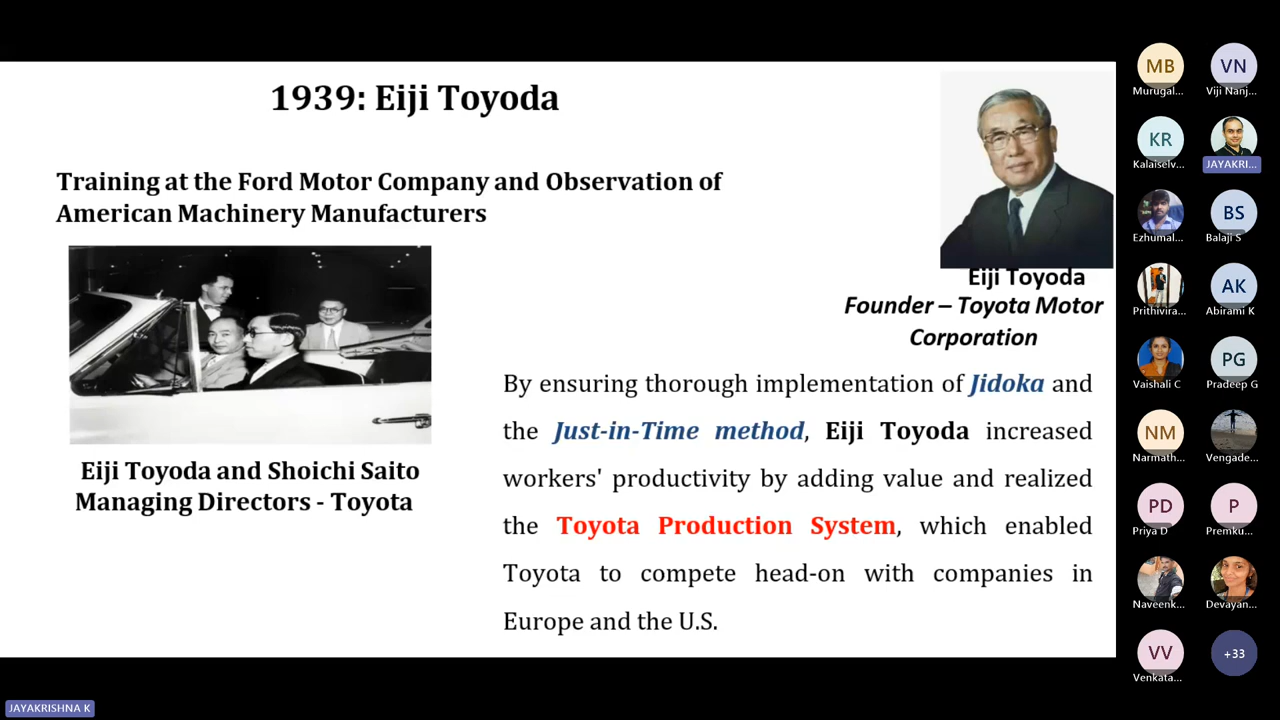 1939: Eiji Toyoda
Training at the Ford Motor Company and Observation of
American Machinery Manufacturers
Eiji Toyoda and Shoichi Saito
Managing Directors - Toyota
Eiji Toyoda
Founder – Toyota Motor
Corporation
By ensuring thorough implementation of Jidoka and
the Just-in-Time method, Eiji Toyoda increased
workers' productivity by adding value and realized
the Toyota Production System, which enabled
Toyota to compete head-on with companies in
Europe and the U.S.
MB
Murugal...
VN
Viji Nanj...
KR
Kalaiselv...
JAYAKRI...
Ezhumal...
BS
Balaji S
Prithivira...
AK
Abirami K
Vaishali C
PG
Pradeep G
NM
Narmath...
Vengade...
PD
Priya D
P
Premku...
Naveenk...
Devayan...
VV
Venkata...
+33
JAYAKRISHNA K